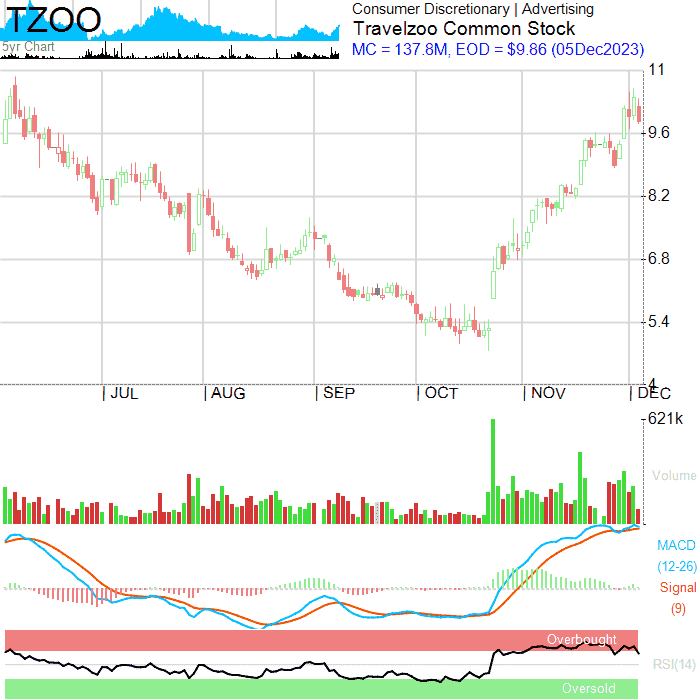 TZOO
5yr Chart
Consumer Discretionary | Advertising
Travelzoo Common Stock
MC = 137.8M, EOD = $9.86 (05Dec2023)
11
9.6
8.2
6.8
5.4
4
| JUL | AUG | SEP | OCT | NOV | DEC
621k
Volume
MACD
(12-26)
Signal
(9)
Overbought
RSI(14)
Oversold